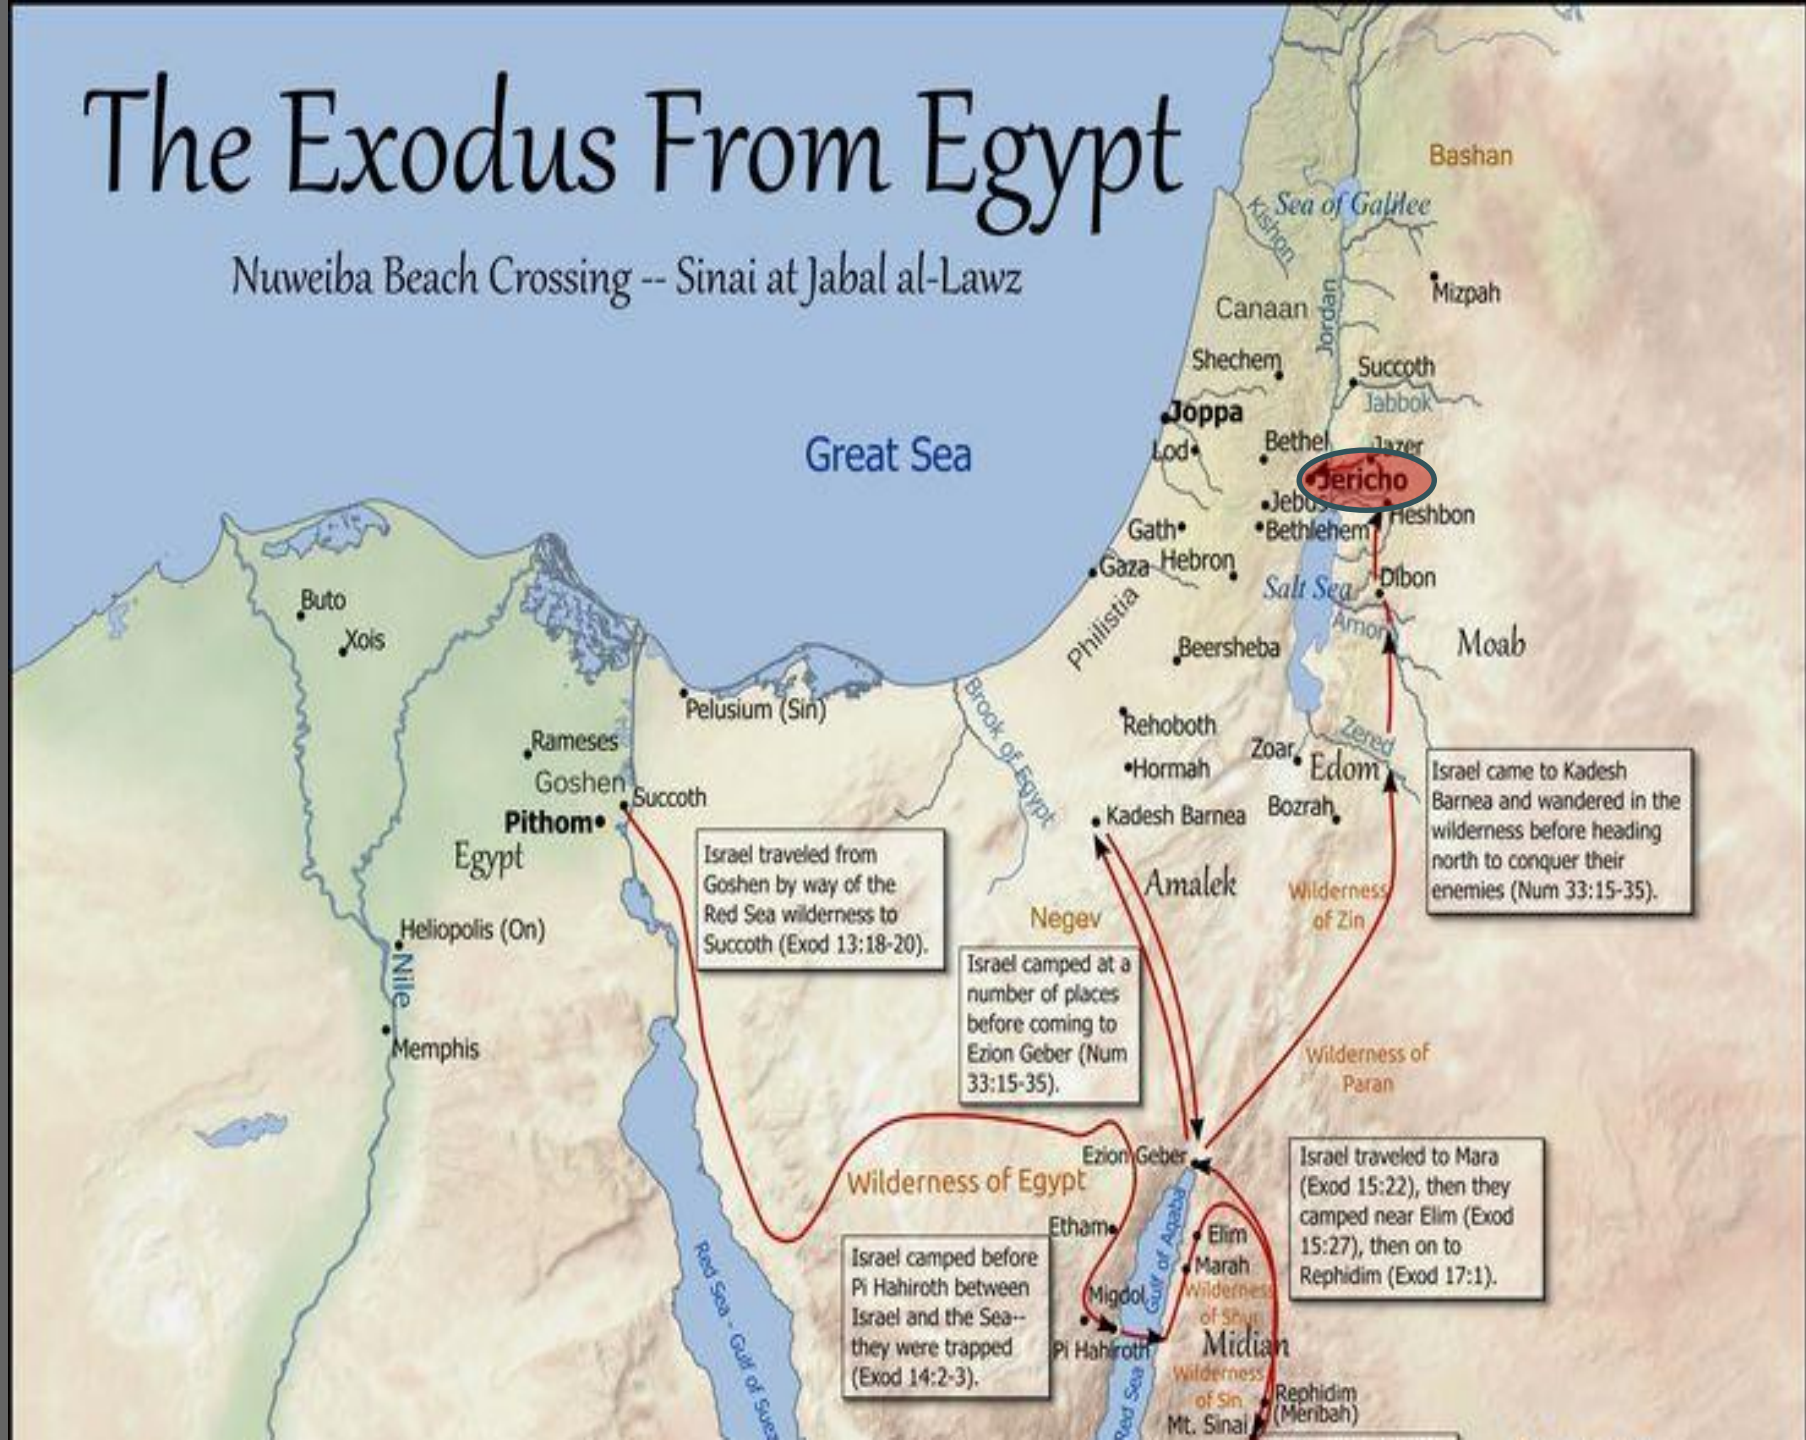 The Exodus From Egypt
Nuweiba Beach Crossing -- Sinai at Jabal al-Lawz
Bashan
Sea of Galilee
Kishon
Mizpah
Canaan
Jordan
Shechem
Succoth
Jabbok
Joppa
Lod
Bethel
Jazer
Great Sea
Jericho
Jebus
Heshbon
Gath
Bethlehem
Gaza
Hebron
Salt Sea
Dibon
Philistia
Arnon
Moab
Beersheba
Buto
Xois
Pelusium (Sin)
Brook of Egypt
Rehoboth
Zered
Rameses
Zoar
Edom
Hormah
Goshen
Succoth
Bozrah
Pithom
Kadesh Barnea
Egypt
Israel came to Kadesh
Barnea and wandered in the
wilderness before heading
north to conquer their
enemies (Num 33:15-35).
Israel traveled from
Goshen by way of the
Red Sea wilderness to
Succoth (Exod 13:18-20).
Amalek
Wilderness
of Zin
Negev
Heliopolis (On)
Nile
Memphis
Israel camped at a
number of places
before coming to
Ezion Geber (Num
33:15-35).
Wilderness of
Paran
Ezion Geber
Wilderness of Egypt
Israel traveled to Mara
(Exod 15:22), then they
camped near Elim (Exod
15:27), then on to
Rephidim (Exod 17:1).
Etham
Gulf of Aqaba
Elim
Marah
Israel camped before
Pi Hahiroth between
Israel and the Sea--
they were trapped
(Exod 14:2-3).
Red Sea - Gulf of Suez
Migdol
Wilderness
of Shur
Pi Hahiroth
Midian
Red Sea
Wilderness
of Sin
Rephidim
(Meribah)
Mt. Sinai